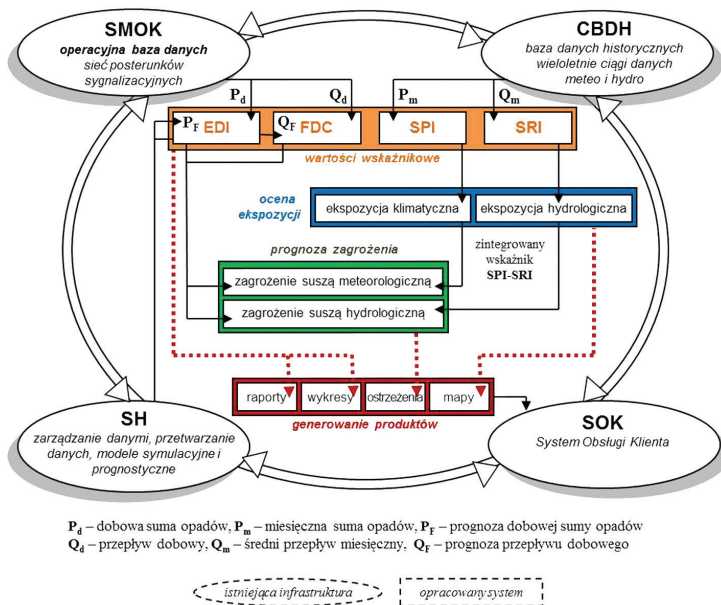 SMOK
operacyjna baza danych
sieć posterunków
sygnalizacyjnych
CBDH
baza danych historycznych
wieloletnie ciągi danych
meteo i hydro
Pd
Qd
Pm
Qm
PF EDI
QF FDC
SPI
SRI
wartości wskaźnikowe
ocena
ekspozycji
ekspozycja klimatyczna
ekspozycja hydrologiczna
prognoza zagrożenia
zintegrowany
wskaźnik
SPI-SRI
zagrożenie suszą meteorologiczną
zagrożenie suszą hydrologiczną
raporty
wykresy
ostrzeżenia
mapy
generowanie produktów
SH
zarządzanie danymi, przetwarzanie
danych, modele symulacyjne i
prognostyczne
SOK
System Obsługi Klienta
Pd – dobowa suma opadów, Pm – miesięczna suma opadów, PF – prognoza dobowej sumy opadów
Qd – przepływ dobowy, Qm – średni przepływ miesięczny, QF – prognoza przepływu dobowego
istniejąca infrastruktura
opracowany system